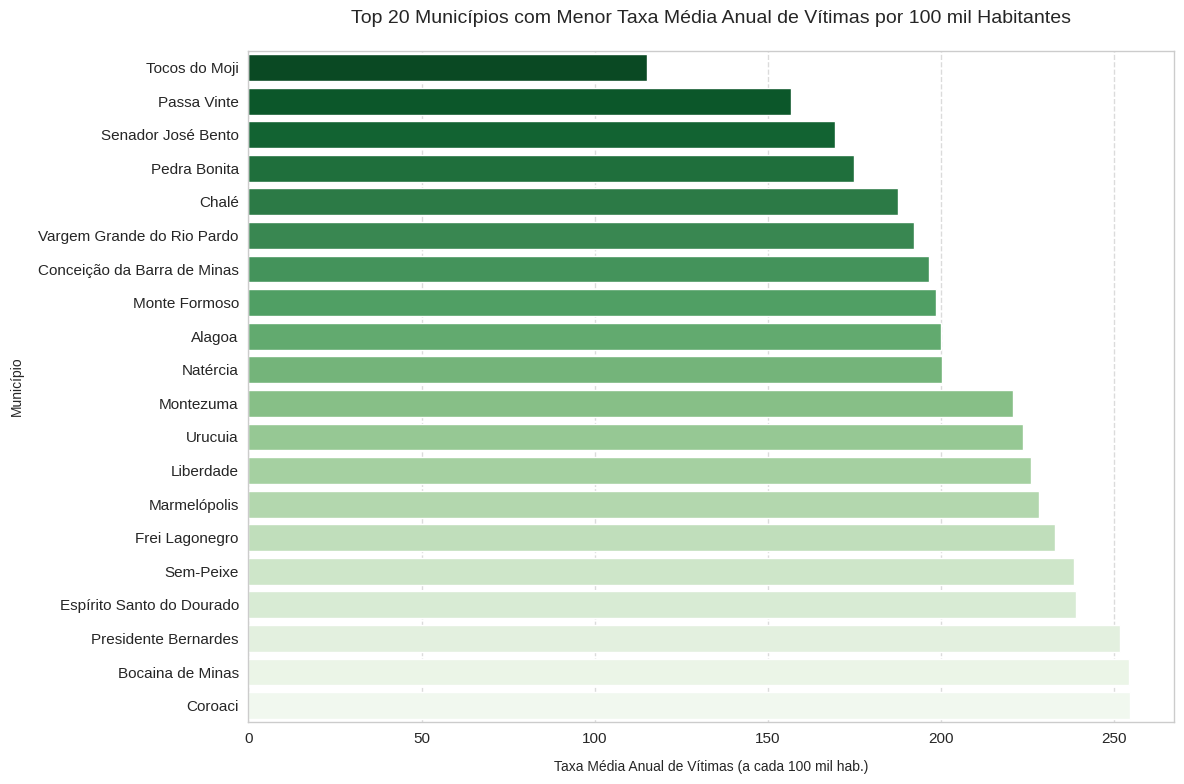 Top 20 Municípios com Menor Taxa Média Anual de Vítimas por 100 mil Habitantes
Município
Tocos do Moji
Passa Vinte
Senador José Bento
Pedra Bonita
Chalé
Vargem Grande do Rio Pardo
Conceição da Barra de Minas
Monte Formoso
Alagoa
Natércia
Montezuma
Urucuia
Liberdade
Marmelópolis
Frei Lagonegro
Sem-Peixe
Espírito Santo do Dourado
Presidente Bernardes
Bocaina de Minas
Coroaci
0 50 100 150 200 250
Taxa Média Anual de Vítimas (a cada 100 mil hab.)